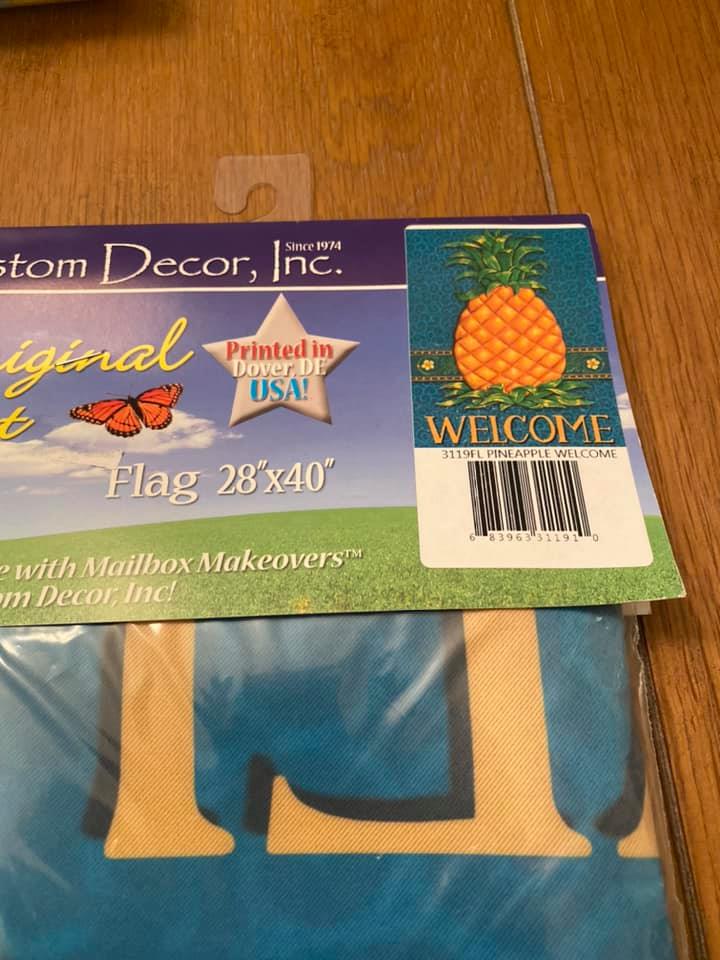 stom Decor, Inc.
Since 1974
iginal
t
Printed in
Dover, DE
USA!
Flag 28"x40"
e with Mailbox Makeovers™
om Decor, Inc!
WELCOME
3119FL PINEAPPLE WELCOME
6 83963 31191 0